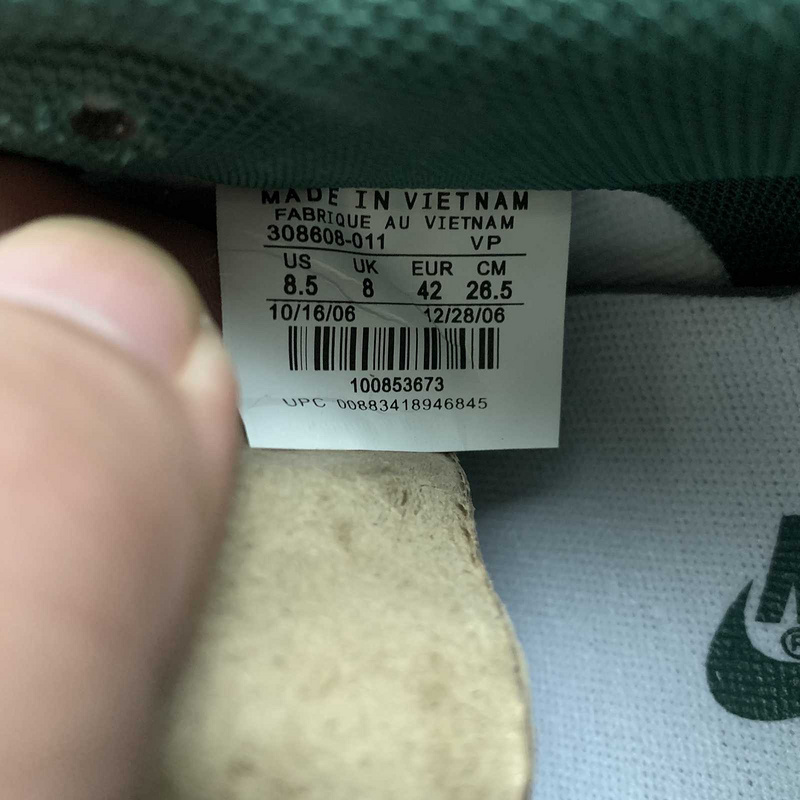 MADE IN VIETNAM
FABRIQUE AU VIETNAM
308608-011 VP
US UK EUR CM
8.5 8 42 26.5
10/16/06 12/28/06
100853673
UPC 00883418946845